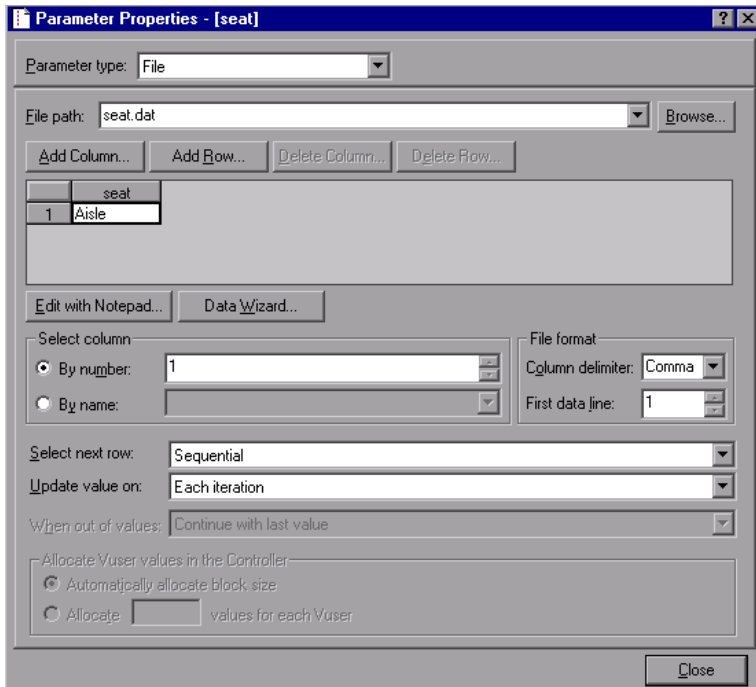 Parameter Properties - [seat]
Parameter type: File
File path: seat.dat Browse...
Add Column... Add Row... Delete Column... Delete Row...
seat
1 Aisle
Edit with Notepad... Data Wizard...
Select column File format
By number: 1 Column delimiter: Comma
By name: First data line: 1
Select next row: Sequential
Update value on: Each iteration
When out of values: Continue with last value
Allocate Vuser values in the Controller
Automatically allocate block size
Allocate values for each Vuser
Close